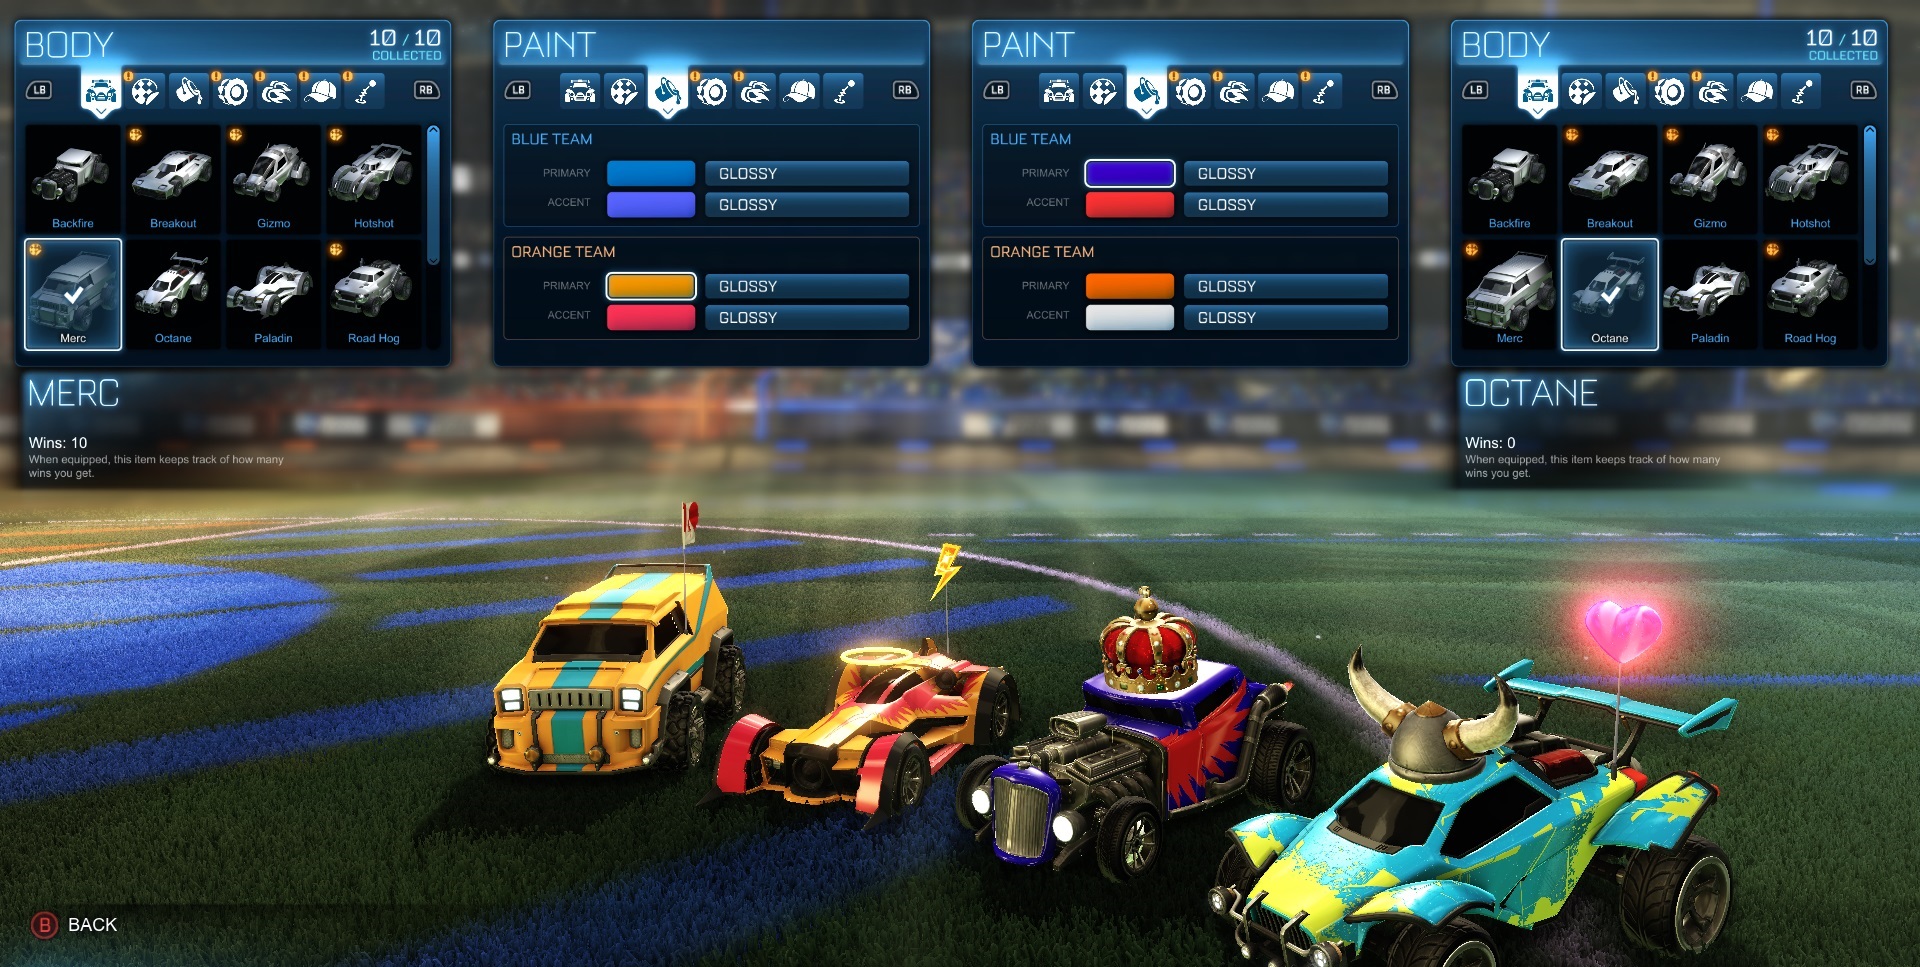 BODY
10 / 10
COLLECTED
LB
RB
Backfire
Breakout
Gizmo
Hotshot
Merc
Octane
Paladin
Road Hog
MERC
Wins: 10
When equipped, this item keeps track of how many
wins you get.
PAINT
LB
RB
BLUE TEAM
PRIMARY
GLOSSY
ACCENT
GLOSSY
ORANGE TEAM
PRIMARY
GLOSSY
ACCENT
GLOSSY
PAINT
LB
RB
BLUE TEAM
PRIMARY
GLOSSY
ACCENT
GLOSSY
ORANGE TEAM
PRIMARY
GLOSSY
ACCENT
GLOSSY
BODY
10 / 10
COLLECTED
LB
RB
Backfire
Breakout
Gizmo
Hotshot
Merc
Octane
Paladin
Road Hog
OCTANE
Wins: 0
When equipped, this item keeps track of how many
wins you get.
B BACK